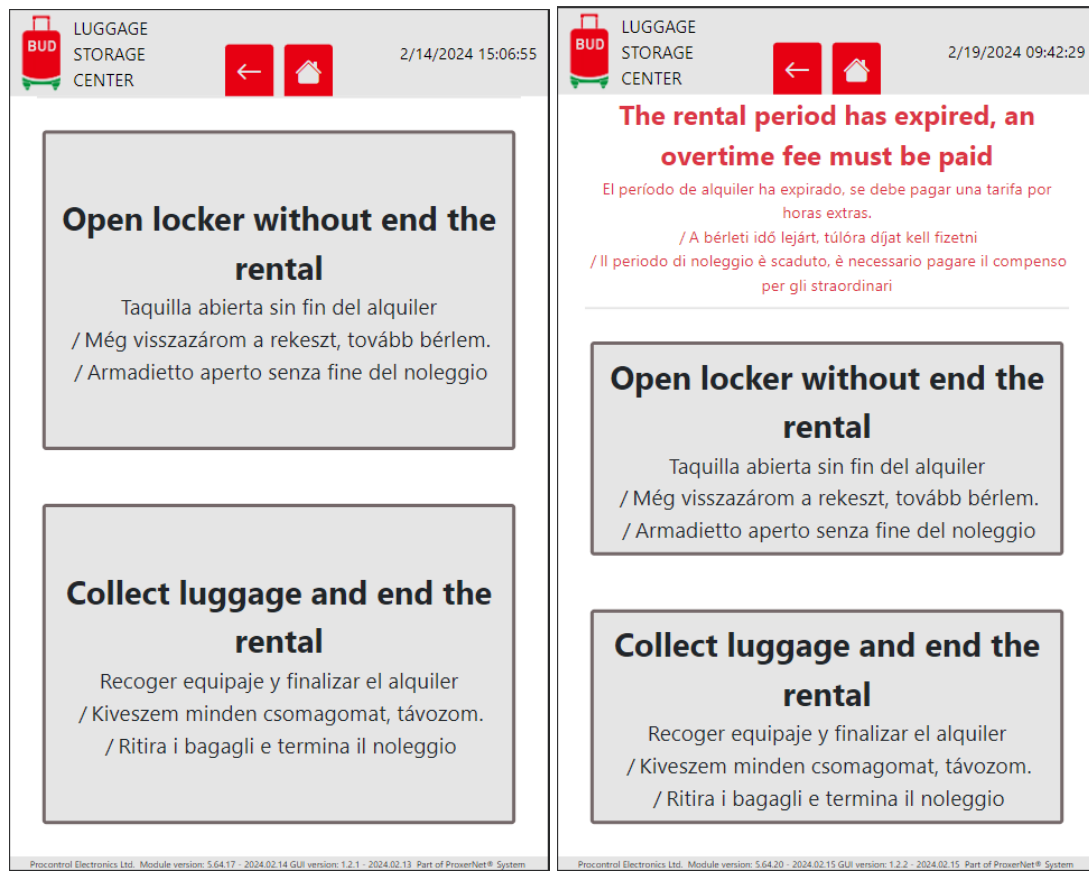 BUD
LUGGAGE
STORAGE
CENTER
2/14/2024 15:06:55
Open locker without end the
rental
Taquilla abierta sin fin del alquiler
/ Még visszazárom a rekeszt, tovább bérlem.
/ Armadietto aperto senza fine del noleggio
Collect luggage and end the
rental
Recoger equipaje y finalizar el alquiler
/ Kiveszem minden csomagomat, távozom.
/ Ritira i bagagli e termina il noleggio
Procontrol Electronics Ltd. Module version: 5.64.17 - 2024.02.14 GUI version: 1.2.1 - 2024.02.13 Part of ProxerNet® System
BUD
LUGGAGE
STORAGE
CENTER
2/19/2024 09:42:29
The rental period has expired, an
overtime fee must be paid
El período de alquiler ha expirado, se debe pagar una tarifa por
horas extras.
/ A bérleti idő lejárt, túlóra díjat kell fizetni
/ Il periodo di noleggio è scaduto, è necessario pagare il compenso
per gli straordinari
Open locker without end the
rental
Taquilla abierta sin fin del alquiler
/ Még visszazárom a rekeszt, tovább bérlem.
/ Armadietto aperto senza fine del noleggio
Collect luggage and end the
rental
Recoger equipaje y finalizar el alquiler
/ Kiveszem minden csomagomat, távozom.
/ Ritira i bagagli e termina il noleggio
Procontrol Electronics Ltd. Module version: 5.64.20 - 2024.02.15 GUI version: 1.2.2 - 2024.02.15 Part of ProxerNet® System